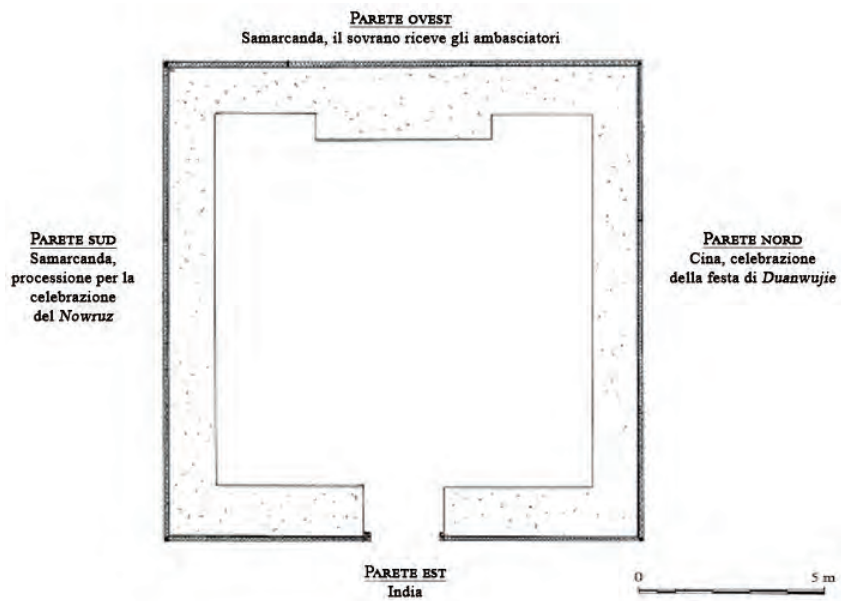 PARETE OVEST
Samarcanda, il sovrano riceve gli ambasciatori
PARETE SUD
Samarcanda,
processione per la
celebrazione
del Nowruz
PARETE NORD
Cina, celebrazione
della festa di Duanwujie
PARETE EST
India
0 5 m